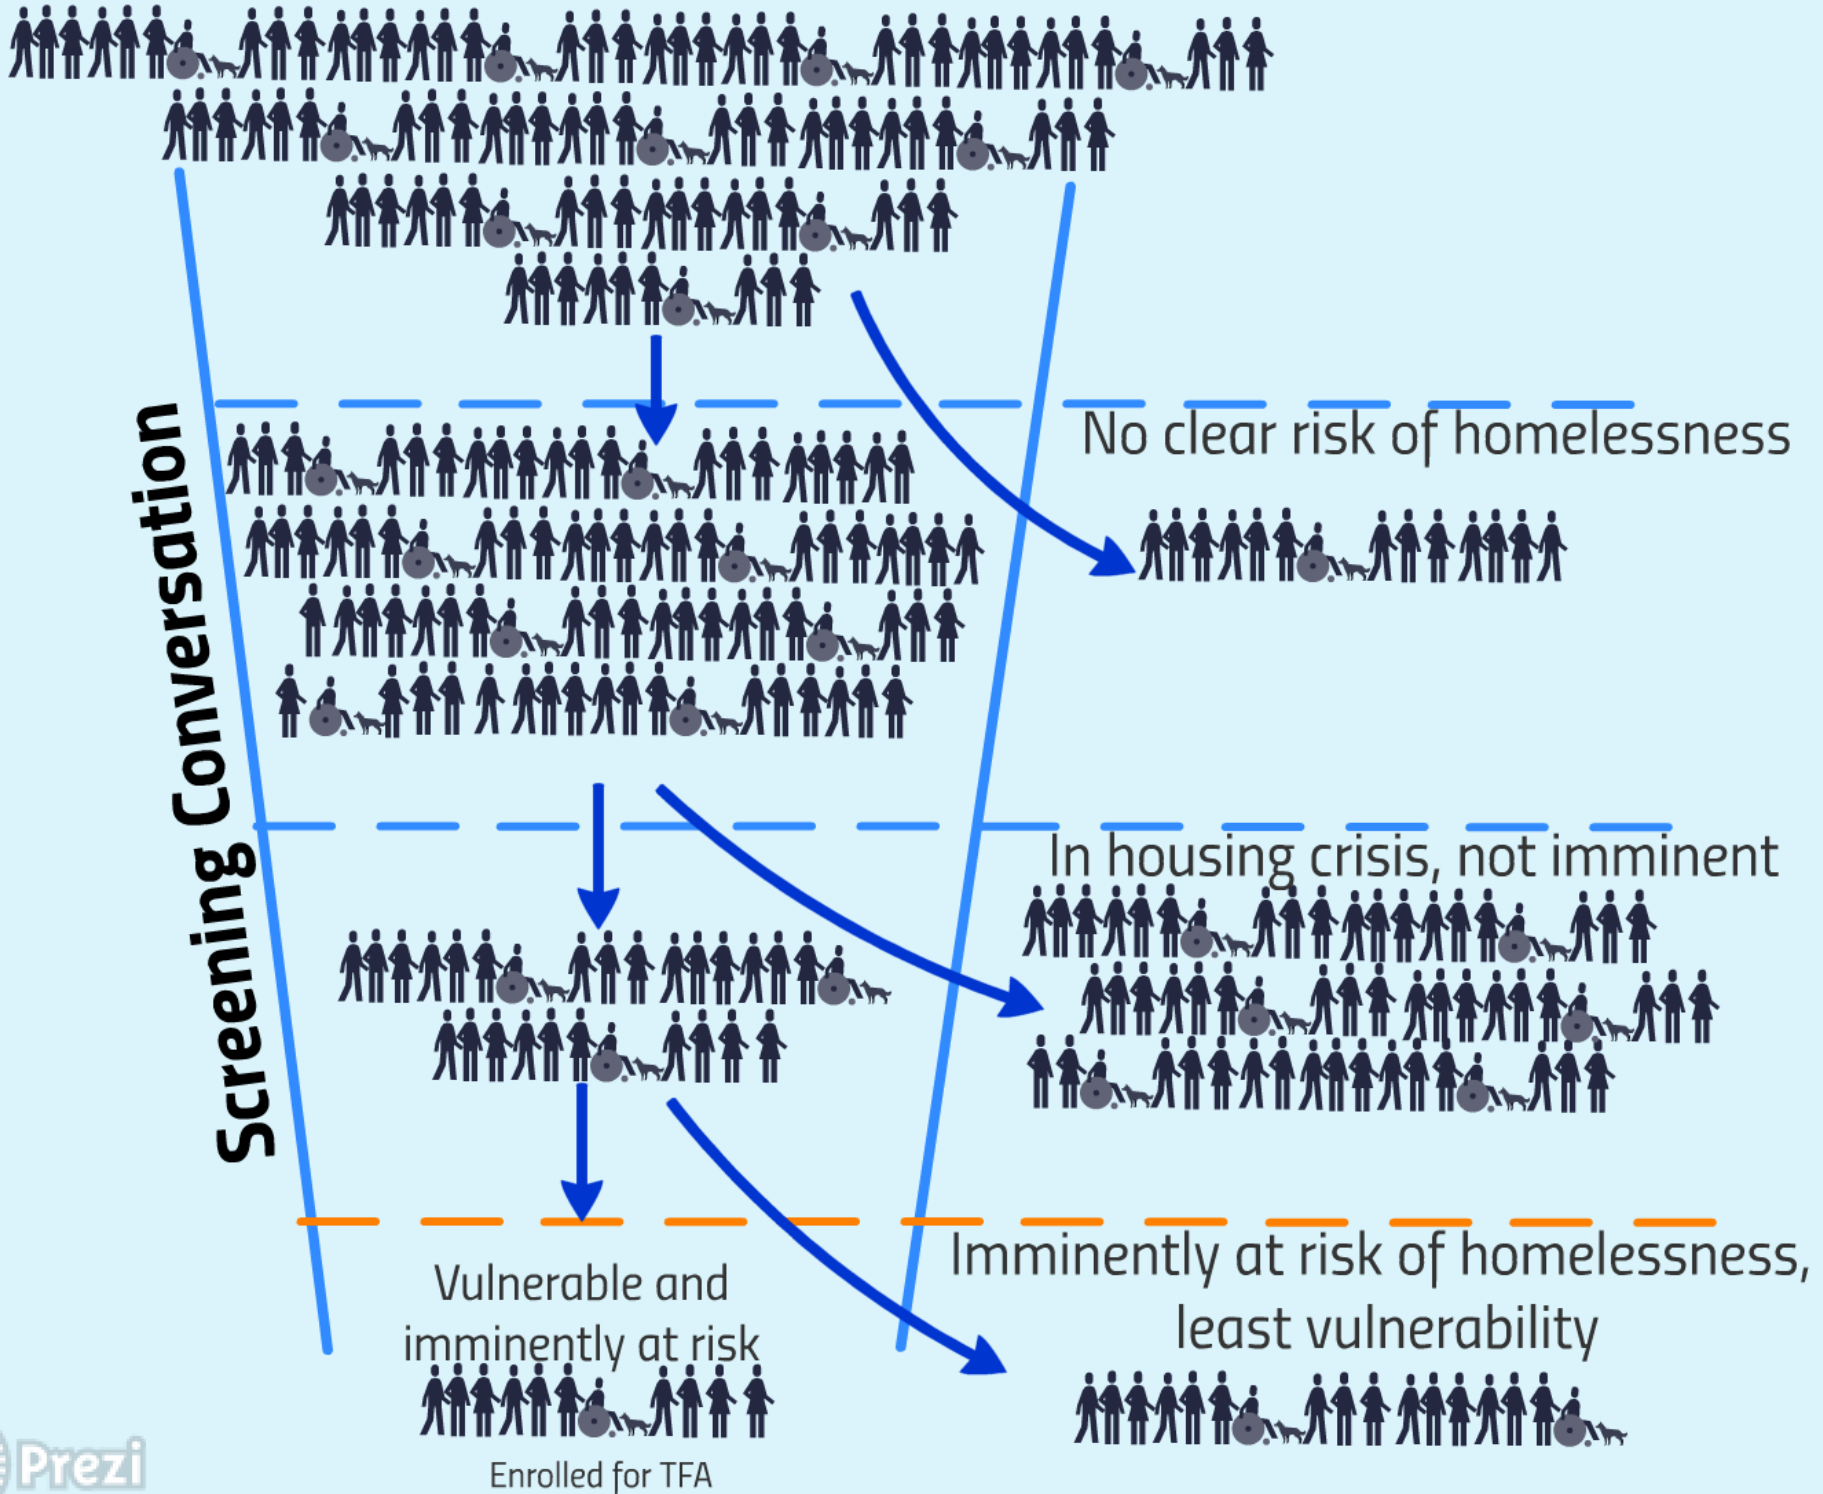 Screening Conversation
No clear risk of homelessness
In housing crisis, not imminent
Imminently at risk of homelessness,
least vulnerability
Vulnerable and
imminently at risk
Enrolled for TFA
Prezi